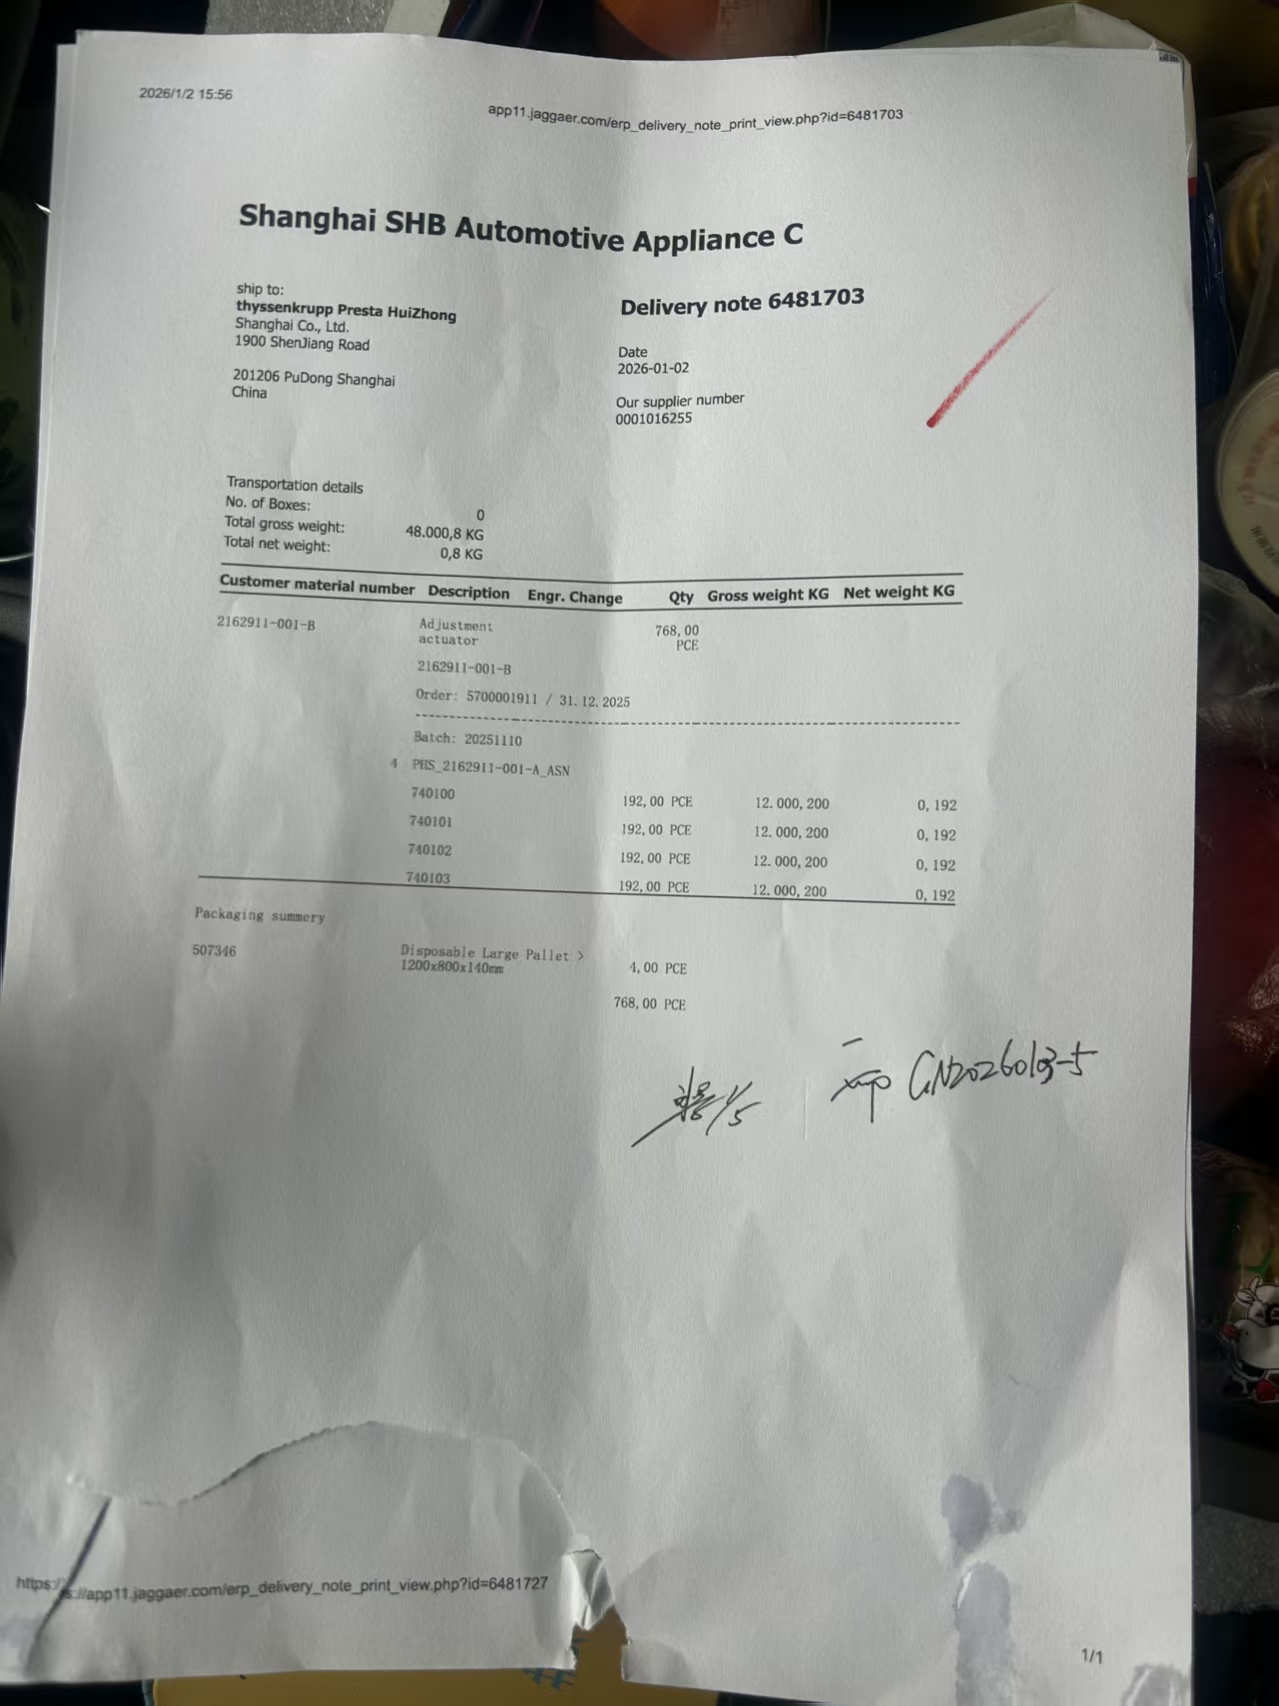 2026/1/2 15:56
app11.jaggaer.com/erp_delivery_note_print_view.php?id=6481703
Shanghai SHB Automotive Appliance C
ship to:
thyssenkrupp Presta HuiZhong
Shanghai Co., Ltd.
1900 ShenJiang Road
201206 PuDong Shanghai
China
Delivery note 6481703
Date
2026-01-02
Our supplier number
0001016255
Transportation details
No. of Boxes: 0
Total gross weight: 48.000,8 KG
Total net weight: 0,8 KG
Customer material number Description Engr. Change Qty Gross weight KG Net weight KG
2162911-001-B Adjustment 768,00
actuator PCE
2162911-001-B
Order: 5700001911 / 31.12.2025
Batch: 20251110
4 PHS_2162911-001-A_ASN
740100 192,00 PCE 12.000,200 0,192
740101 192,00 PCE 12.000,200 0,192
740102 192,00 PCE 12.000,200 0,192
740103 192,00 PCE 12.000,200 0,192
Packaging summery
507346 Disposable Large Pallet > 4,00 PCE
1200x800x140mm
768,00 PCE
1/5 GN20260103-5
https:/s://app11.jaggaer.com/erp_delivery_note_print_view.php?id=6481727
1/1